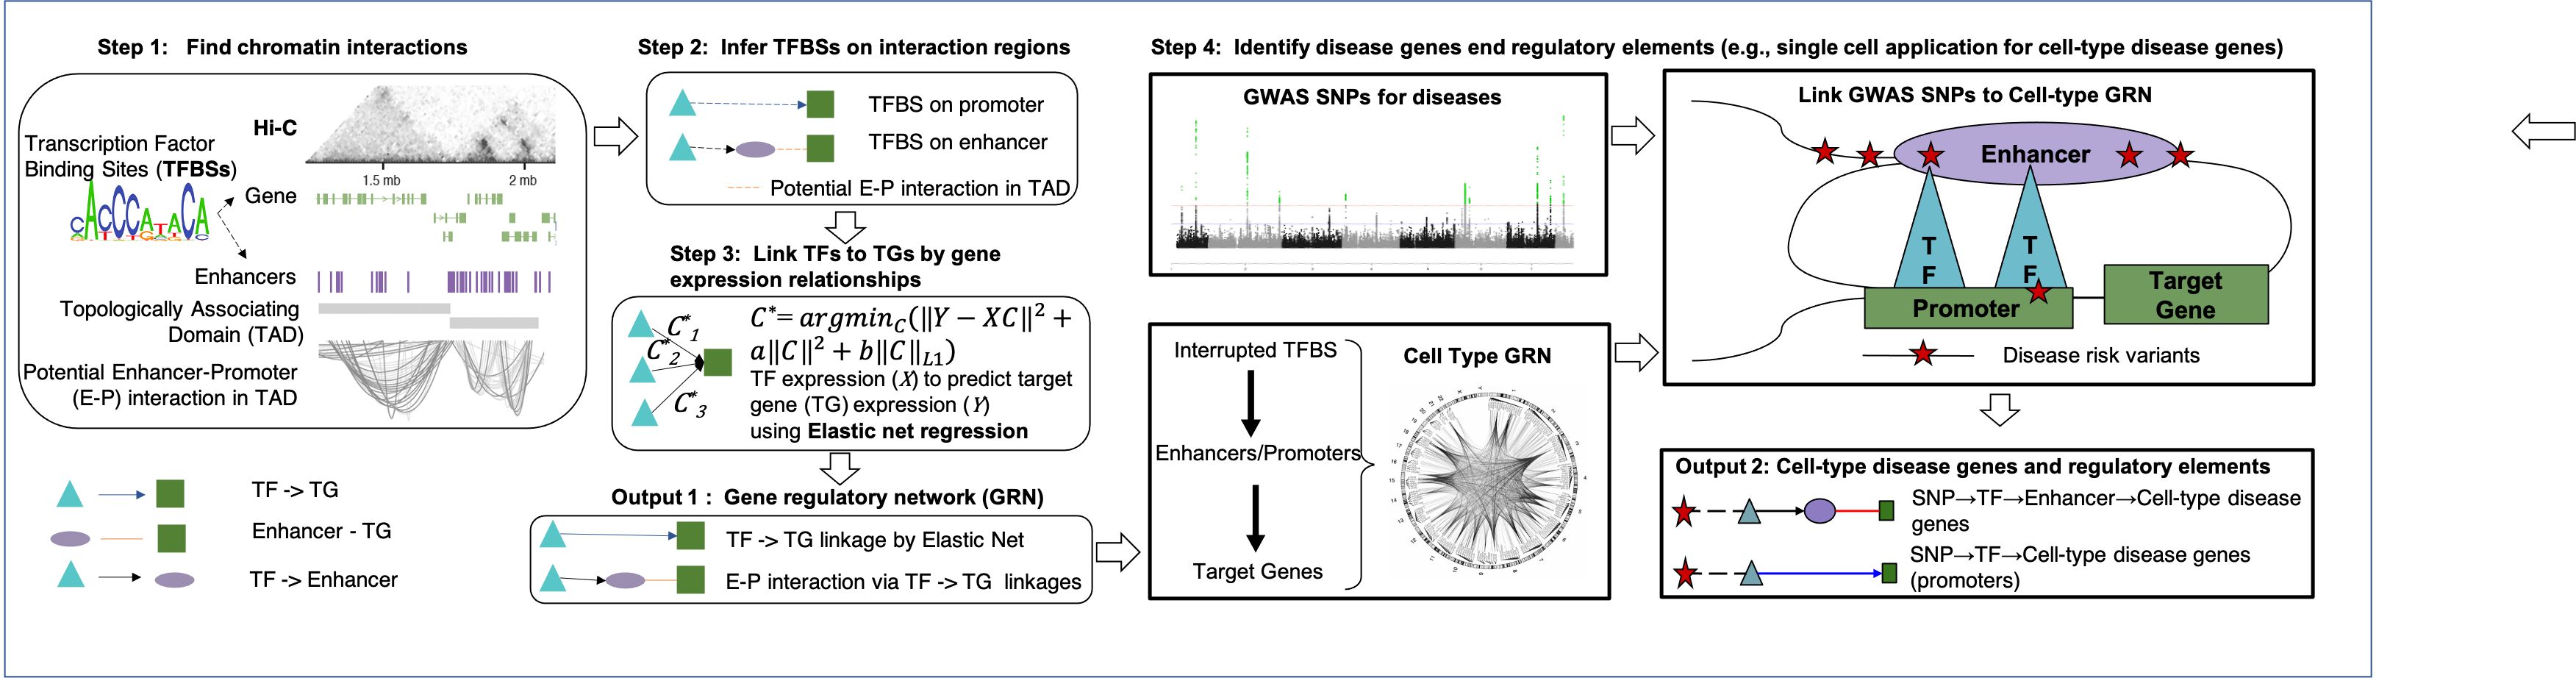 Step 1: Find chromatin interactions
Hi-C
Transcription Factor
Binding Sites (TFBSs)
1.5 mb 2 mb
Gene
CACCCATACA
Enhancers
Topologically Associating
Domain (TAD)
Potential Enhancer-Promoter
(E-P) interaction in TAD
TF -> TG
Enhancer - TG
TF -> Enhancer
Step 2: Infer TFBSs on interaction regions
TFBS on promoter
TFBS on enhancer
Potential E-P interaction in TAD
Step 3: Link TFs to TGs by gene
expression relationships
C*1
C*2
C*3
C*= argminC(‖Y − XC‖² +
a‖C‖² + b‖C‖L1)
TF expression (X) to predict target
gene (TG) expression (Y)
using Elastic net regression
Output 1 : Gene regulatory network (GRN)
TF -> TG linkage by Elastic Net
E-P interaction via TF -> TG linkages
Step 4: Identify disease genes end regulatory elements (e.g., single cell application for cell-type disease genes)
GWAS SNPs for diseases
Interrupted TFBS
Enhancers/Promoters
Target Genes
Cell Type GRN
Link GWAS SNPs to Cell-type GRN
Enhancer
TF
TF
Promoter
Target
Gene
Disease risk variants
Output 2: Cell-type disease genes and regulatory elements
SNP→TF→Enhancer→Cell-type disease
genes
SNP→TF→Cell-type disease genes
(promoters)